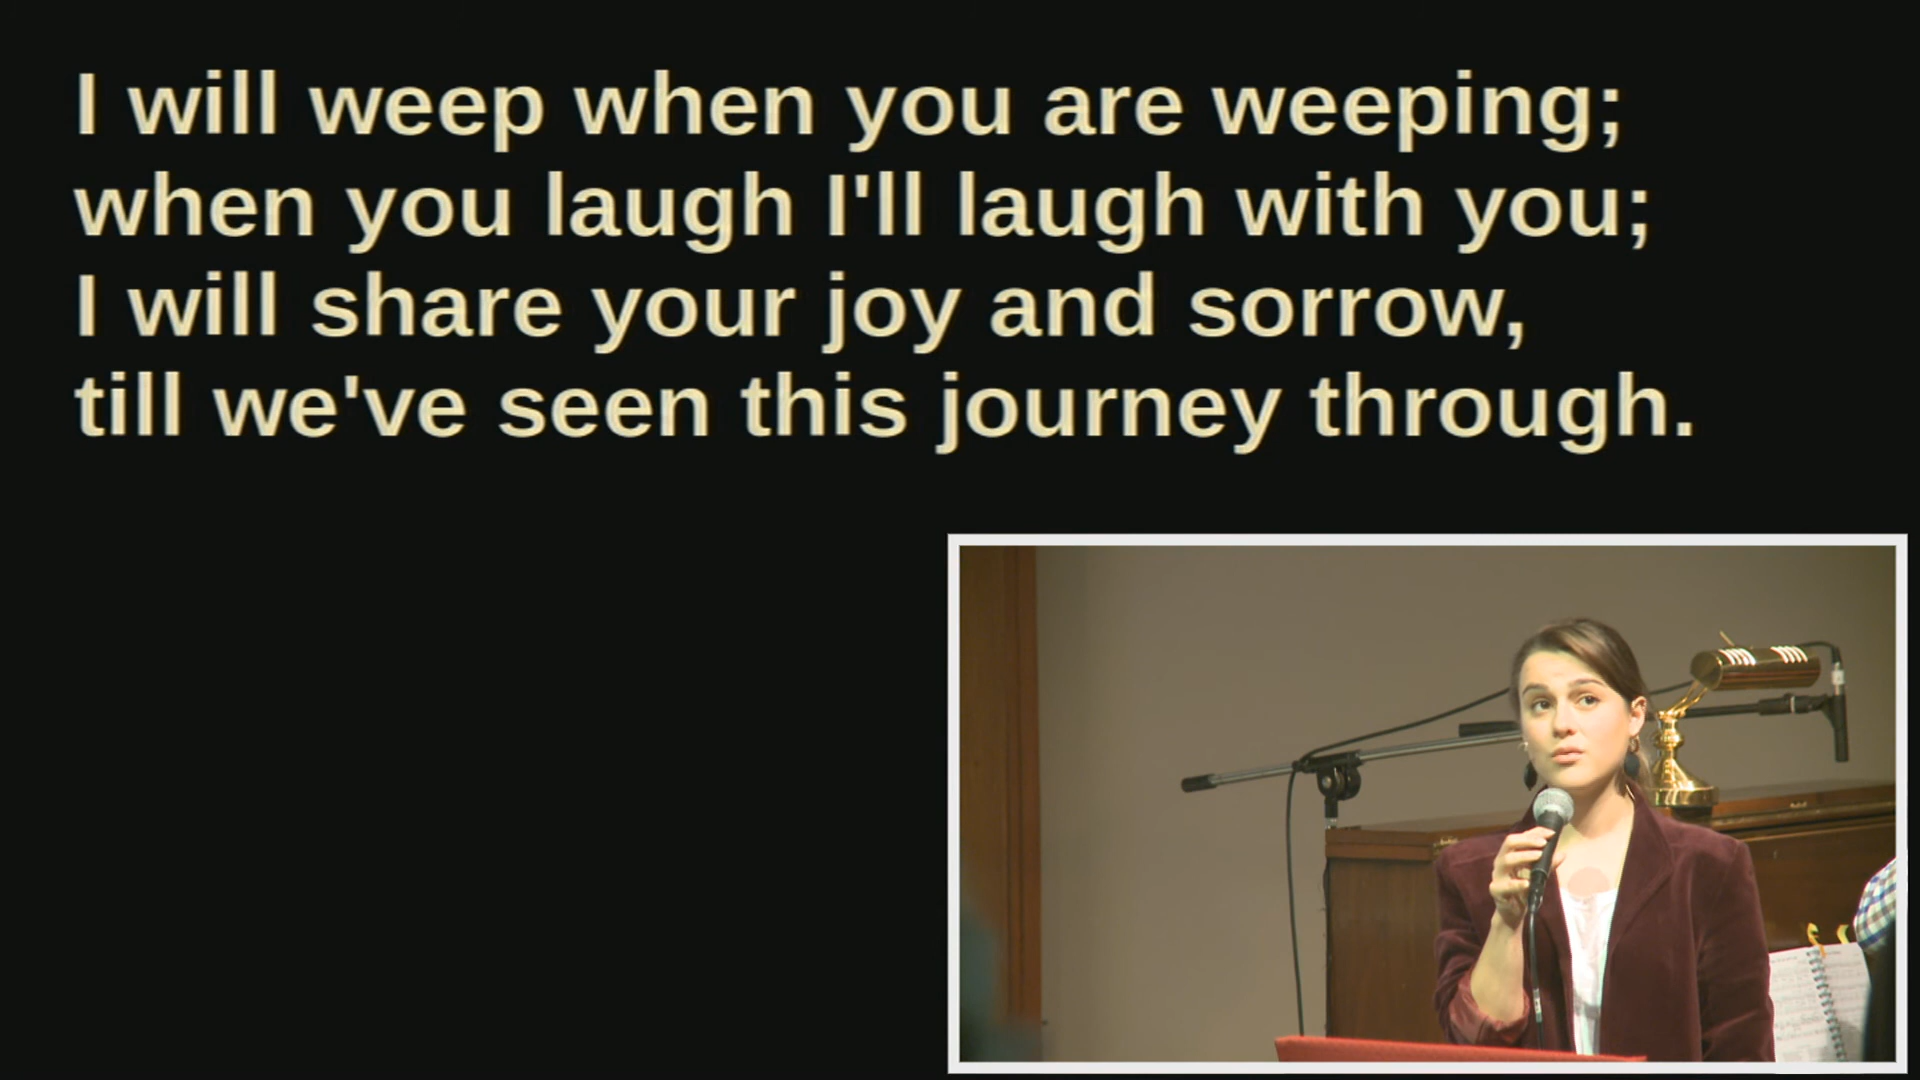 I will weep when you are weeping;
when you laugh I'll laugh with you;
I will share your joy and sorrow,
till we've seen this journey through.